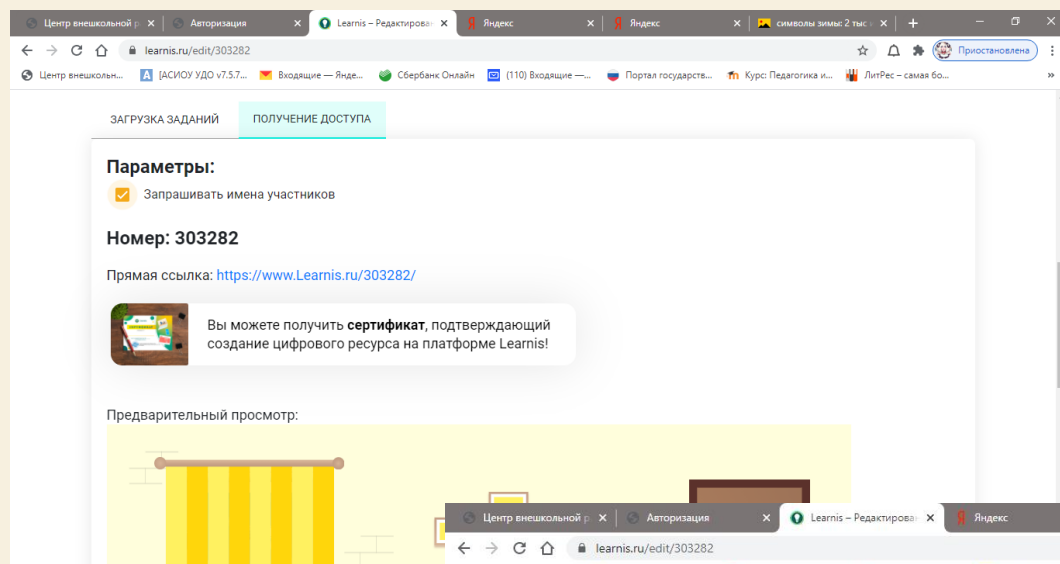 Центр внешкольной р
Авторизация
Learnis – Редактирован
Яндекс
Яндекс
символы зимы: 2 тыс
learnis.ru/edit/303282
Приостановлена
Центр внешкольн...
[АСИОУ УДО v7.5.7...
Входящие — Янде...
Сбербанк Онлайн
(110) Входящие —...
Портал государств...
Курс: Педагогика и...
ЛитРес – самая бо...
»
ЗАГРУЗКА ЗАДАНИЙ
ПОЛУЧЕНИЕ ДОСТУПА
Параметры:
Запрашивать имена участников
Номер: 303282
Прямая ссылка: https://www.Learnis.ru/303282/
Вы можете получить сертификат, подтверждающий
создание цифрового ресурса на платформе Learnis!
Предварительный просмотр:
Центр внешкольной р
Авторизация
Learnis – Редактирован
Яндекс
learnis.ru/edit/303282